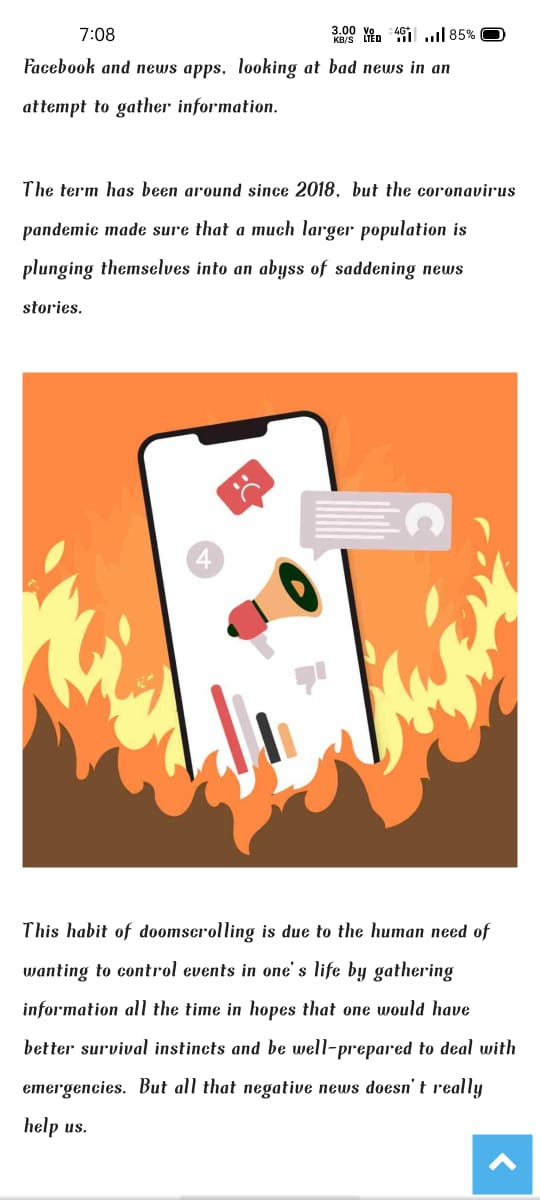 7:08
3.00 KB/S Vo LTE 4G+ 85%
Facebook and news apps, looking at bad news in an
attempt to gather information.
The term has been around since 2018, but the coronavirus
pandemic made sure that a much larger population is
plunging themselves into an abyss of saddening news
stories.
4
This habit of doomscrolling is due to the human need of
wanting to control events in one's life by gathering
information all the time in hopes that one would have
better survival instincts and be well-prepared to deal with
emergencies. But all that negative news doesn't really
help us.